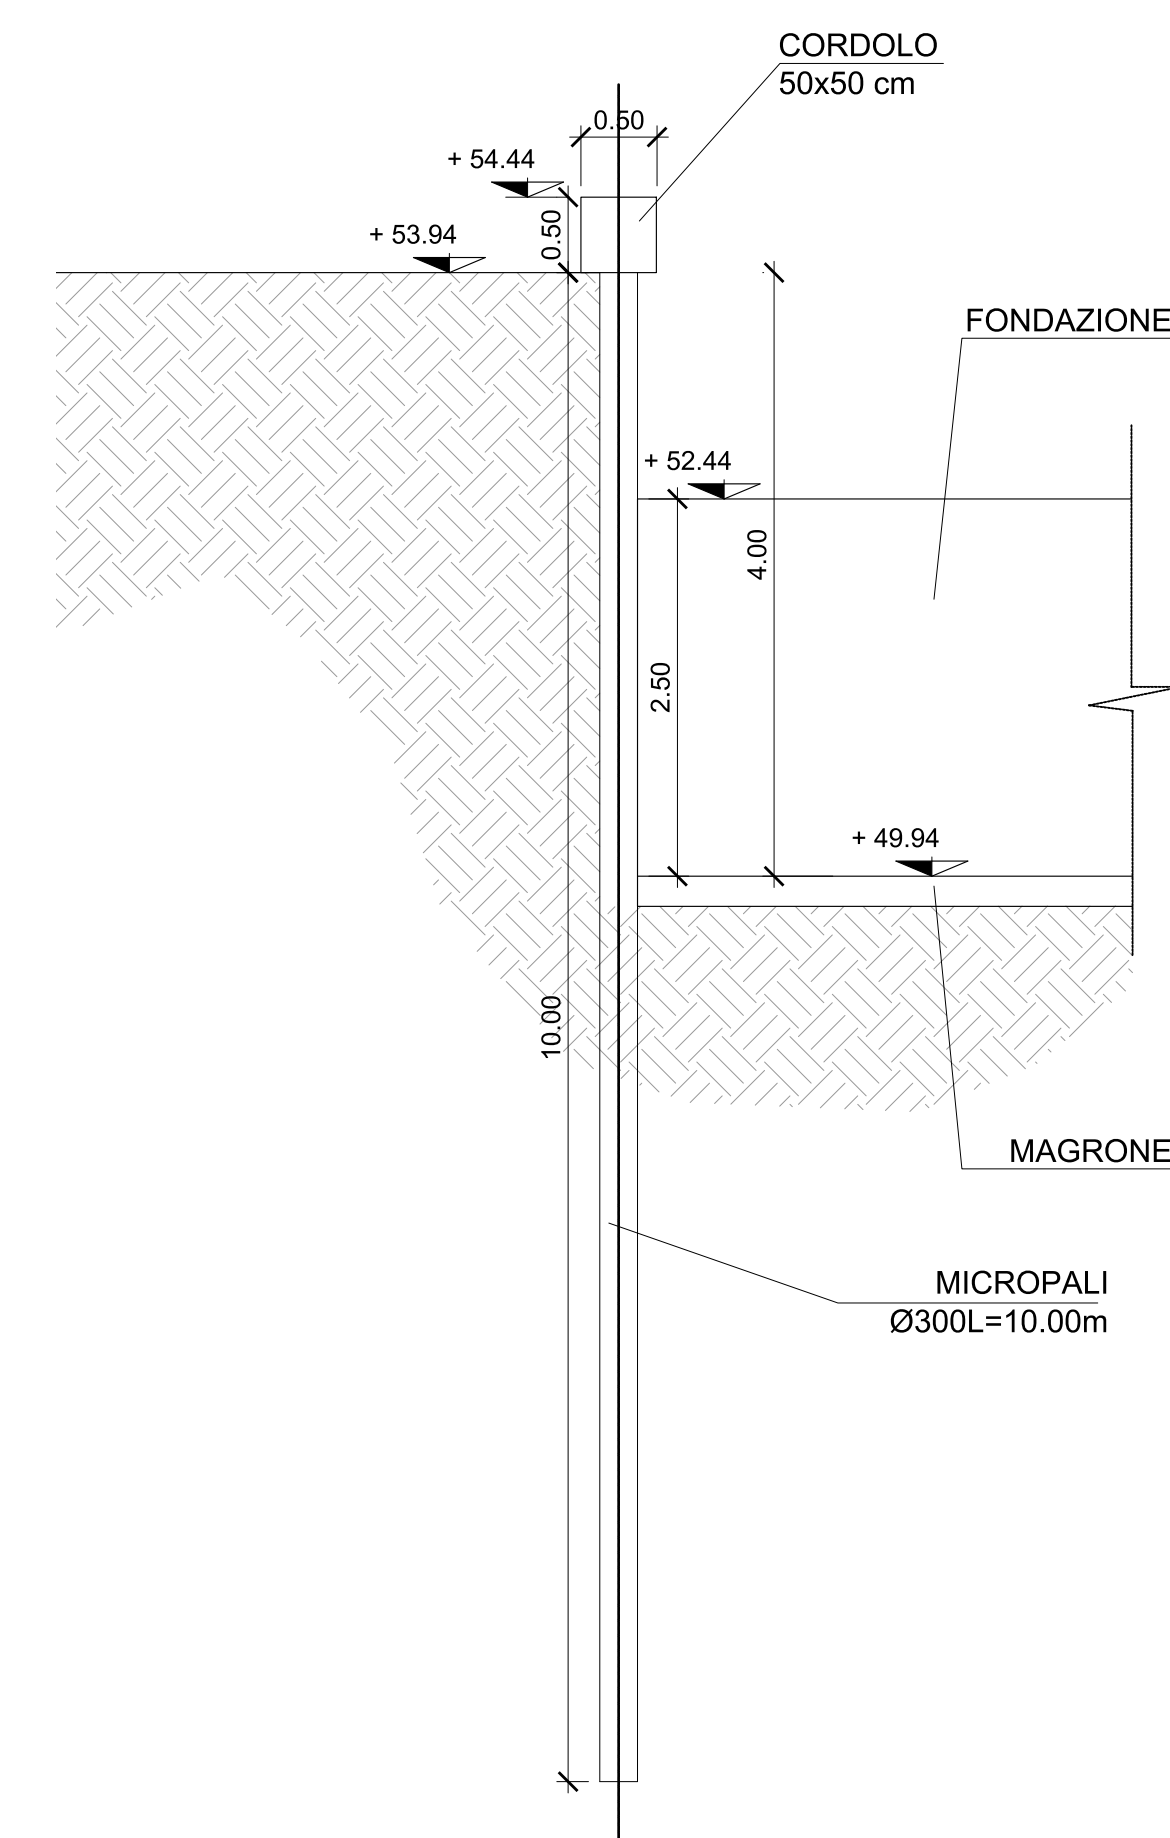 CORDOLO
50x50 cm
0.50
+ 54.44
0.50
+ 53.94
FONDAZIONE
+ 52.44
4.00
2.50
+ 49.94
10.00
MAGRONE
MICROPALI
Ø300L=10.00m